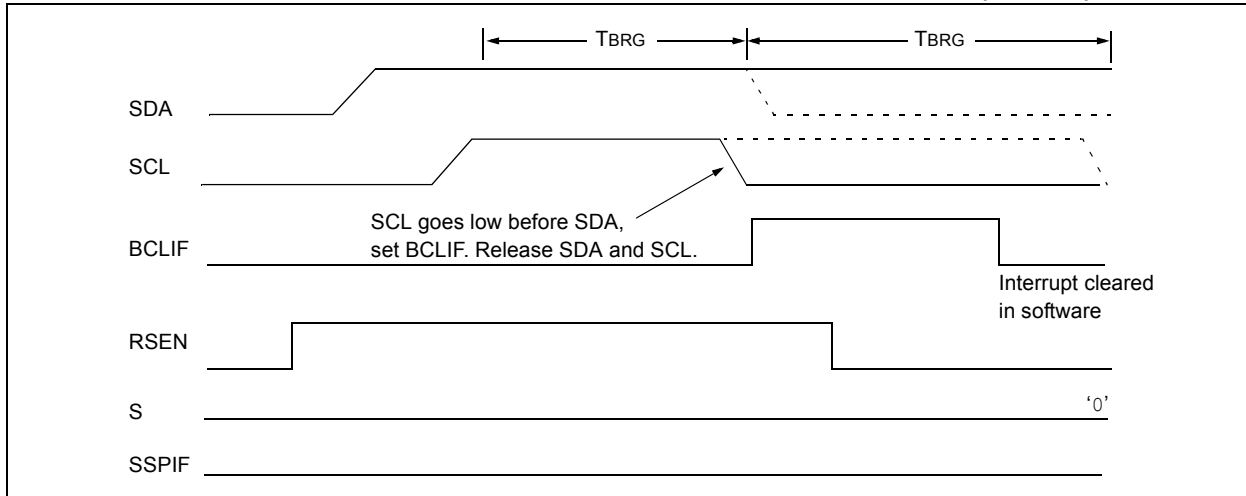 TBRG TBRG
SDA
SCL
SCL goes low before SDA,
set BCLIF. Release SDA and SCL.
BCLIF
Interrupt cleared
in software
RSEN
S
‘0’
SSPIF